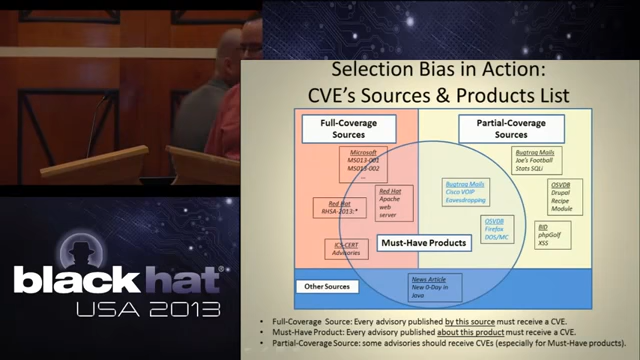 Selection Bias in Action:
CVE's Sources & Products List
Full-Coverage
Sources
Partial-Coverage
Sources
Microsoft
MS013-001
MS013-002
...
Bugtraq Mails
Joe's Football
Stats SQLi
Red Hat
Apache
web
server
Bugtraq Mails
Cisco VOIP
Eavesdropping
OSVDB
Drupal
Recipe
Module
Red Hat
RHSA-2013:*
OSVDB
Firefox
DOS/MC
BID
phpGolf
XSS
ICS-CERT
Advisories
Must-Have Products
Other Sources
News Article
New 0-Day in
Java
• Full-Coverage Source: Every advisory published by this source must receive a CVE.
• Must-Have Product: Every advisory published about this product must receive a CVE.
• Partial-Coverage Source: some advisories should receive CVEs (especially for Must-Have products).
black hat
USA 2013